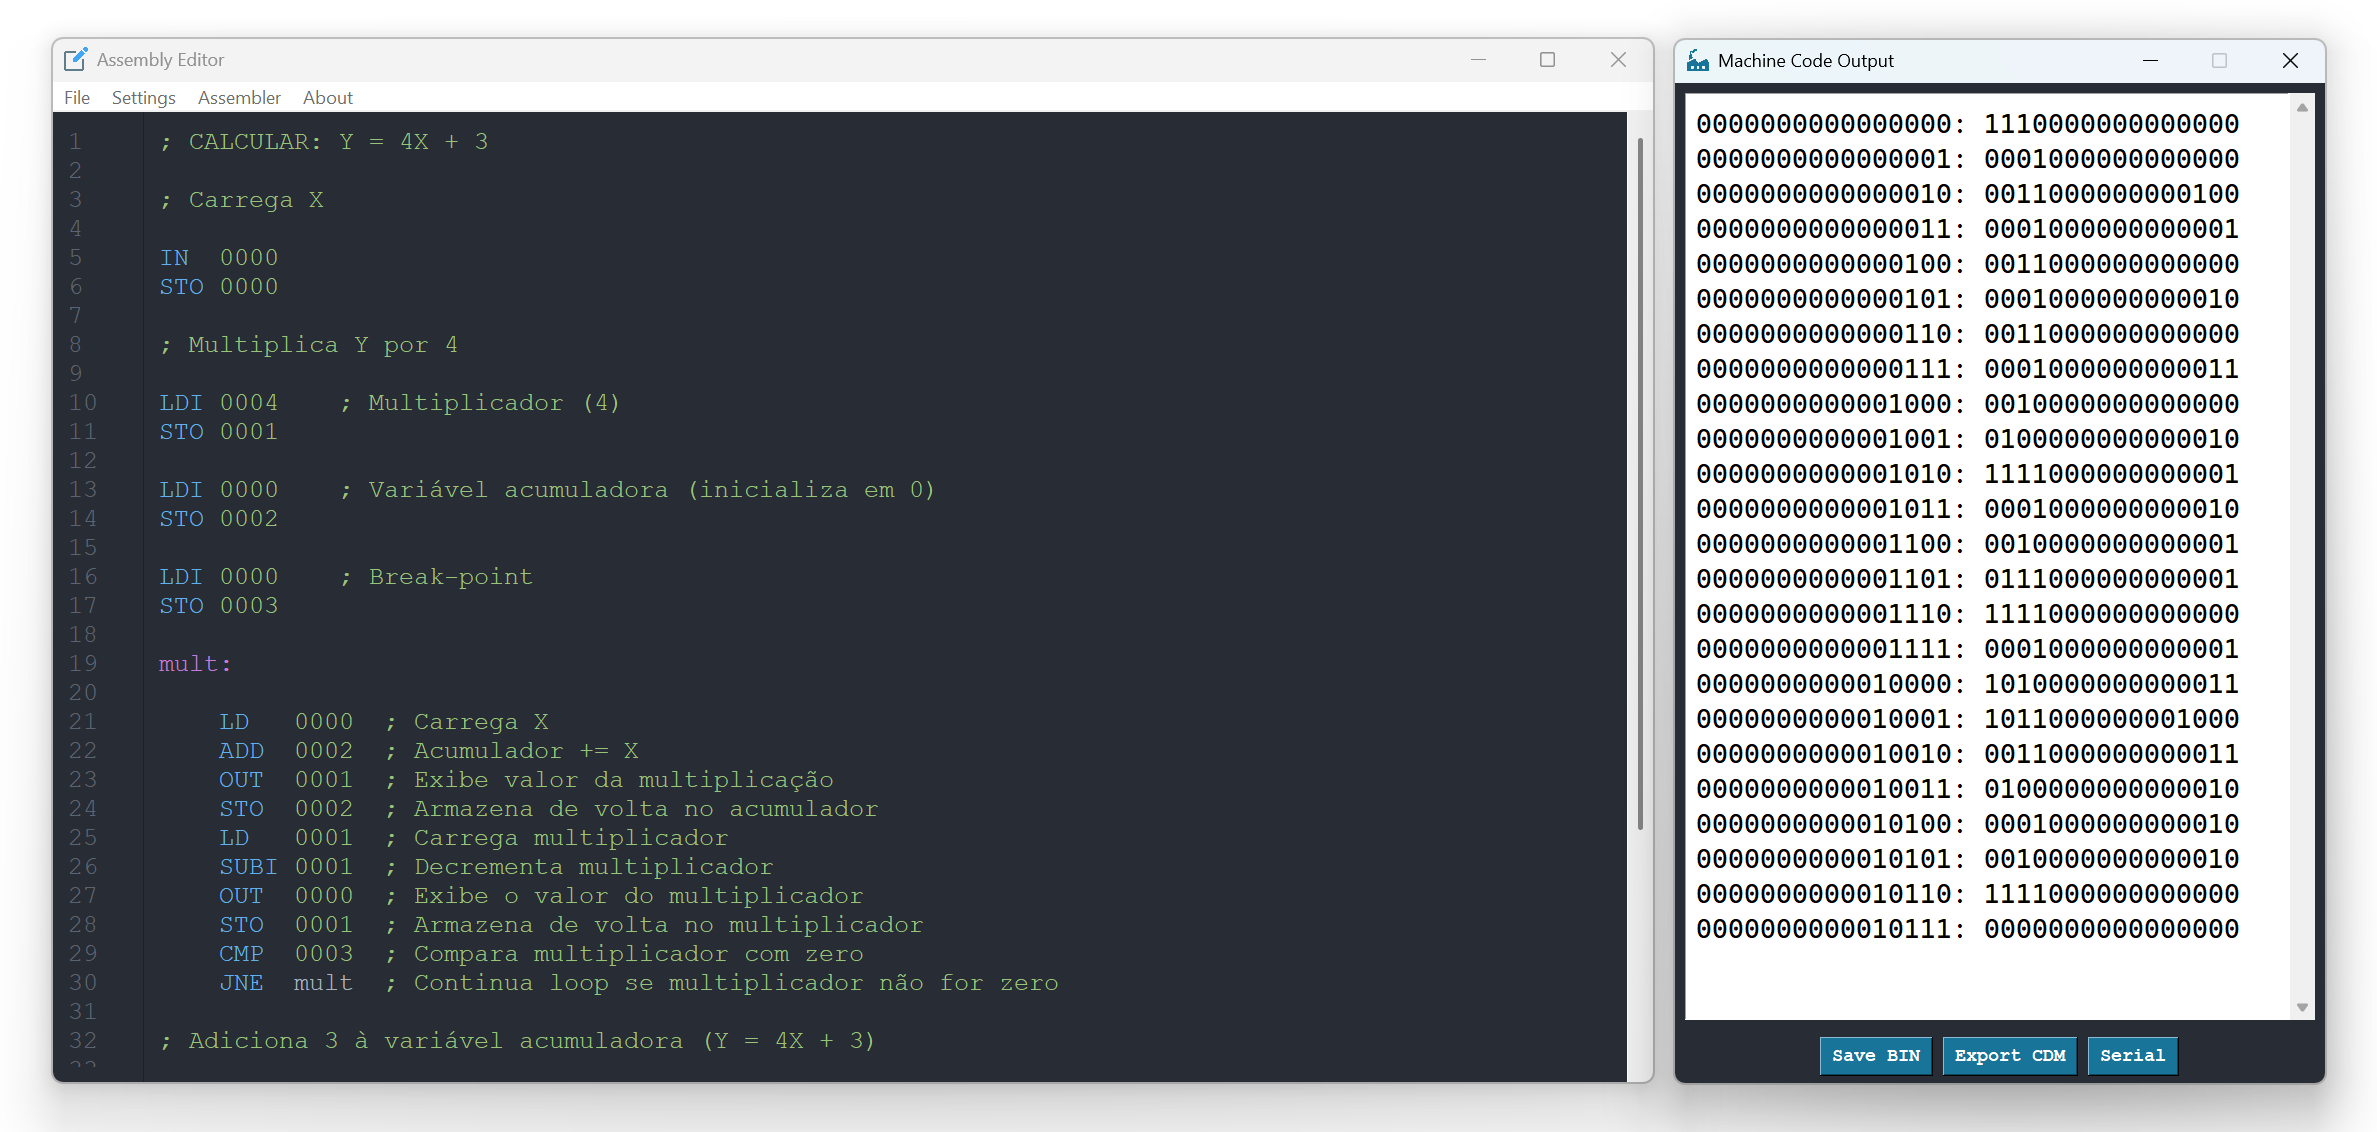 Assembly Editor
File Settings Assembler About
1 ; CALCULAR: Y = 4X + 3
2
3 ; Carrega X
4
5 IN 0000
6 STO 0000
7
8 ; Multiplica Y por 4
9
10 LDI 0004 ; Multiplicador (4)
11 STO 0001
12
13 LDI 0000 ; Variável acumuladora (inicializa em 0)
14 STO 0002
15
16 LDI 0000 ; Break-point
17 STO 0003
18
19 mult:
20
21 LD 0000 ; Carrega X
22 ADD 0002 ; Acumulador += X
23 OUT 0001 ; Exibe valor da multiplicação
24 STO 0002 ; Armazena de volta no acumulador
25 LD 0001 ; Carrega multiplicador
26 SUBI 0001 ; Decrementa multiplicador
27 OUT 0000 ; Exibe o valor do multiplicador
28 STO 0001 ; Armazena de volta no multiplicador
29 CMP 0003 ; Compara multiplicador com zero
30 JNE mult ; Continua loop se multiplicador não for zero
31
32 ; Adiciona 3 à variável acumuladora (Y = 4X + 3)
Machine Code Output
0000000000000000: 1110000000000000
0000000000000001: 0001000000000000
0000000000000010: 0011000000000100
0000000000000011: 0001000000000001
0000000000000100: 0011000000000000
0000000000000101: 0001000000000010
0000000000000110: 0011000000000000
0000000000000111: 0001000000000011
0000000000001000: 0010000000000000
0000000000001001: 0100000000000010
0000000000001010: 1111000000000001
0000000000001011: 0001000000000010
0000000000001100: 0010000000000001
0000000000001101: 0111000000000001
0000000000001110: 1111000000000000
0000000000001111: 0001000000000001
0000000000010000: 1010000000000011
0000000000010001: 1011000000001000
0000000000010010: 0011000000000011
0000000000010011: 0100000000000010
0000000000010100: 0001000000000010
0000000000010101: 0010000000000010
0000000000010110: 1111000000000000
0000000000010111: 0000000000000000
Save BIN Export CDM Serial